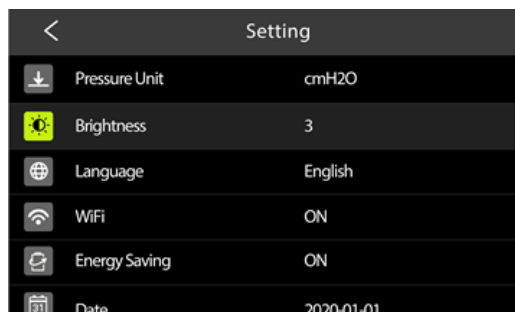 Setting
Pressure Unit cmH2O
Brightness 3
Language English
WiFi ON
Energy Saving ON
31 Date 2020-01-01